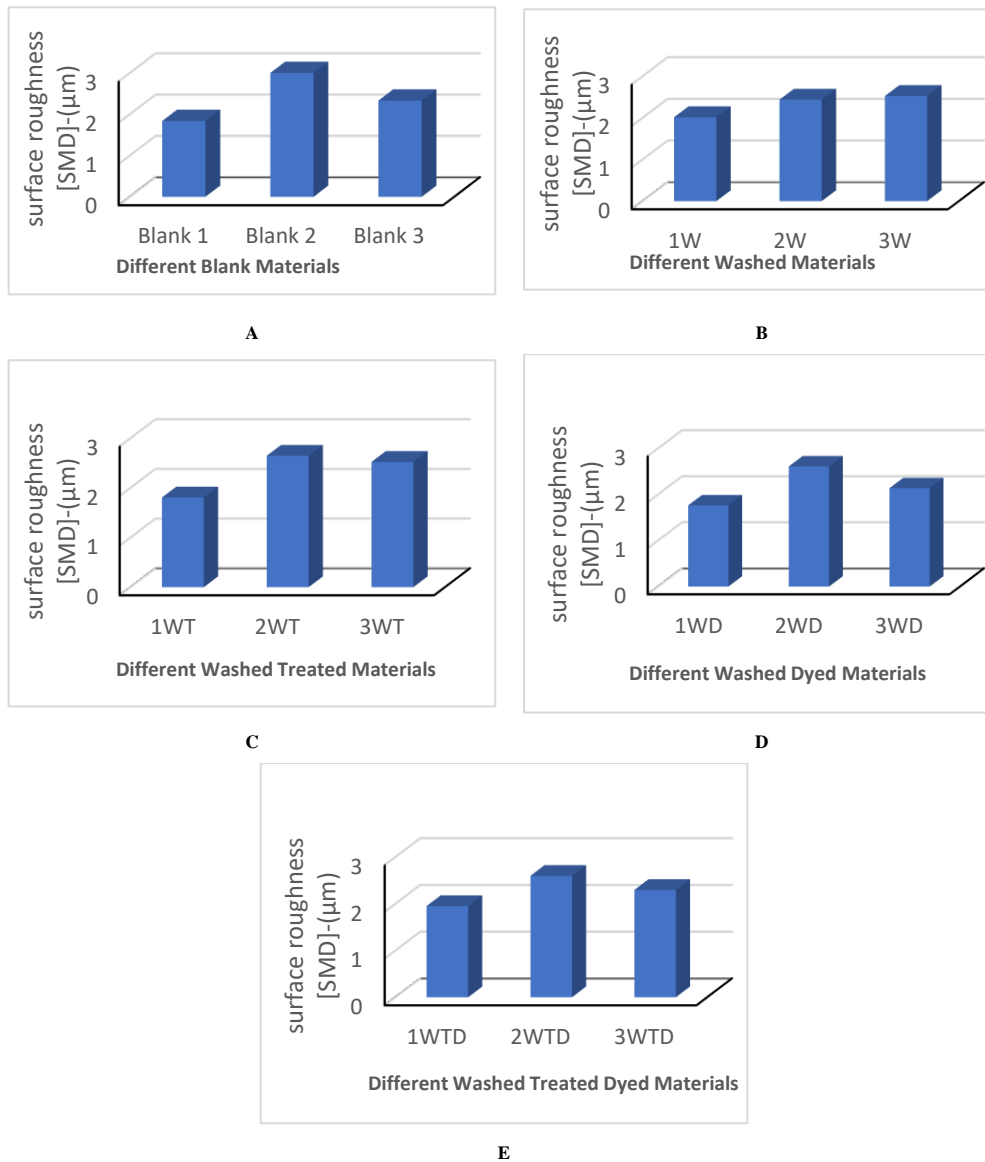 surface roughness
[SMD]-(μm)
3
2
1
0
Blank 1 Blank 2 Blank 3
Different Blank Materials
A
surface roughness
[SMD]-(μm)
3
2
1
0
1W 2W 3W
Different Washed Materials
B
surface roughness
[SMD]-(μm)
3
2
1
0
1WT 2WT 3WT
Different Washed Treated Materials
C
surface roughness
[SMD]-(μm)
3
2
1
0
1WD 2WD 3WD
Different Washed Dyed Materials
D
surface roughness
[SMD]-(μm)
3
2
1
0
1WTD 2WTD 3WTD
Different Washed Treated Dyed Materials
E